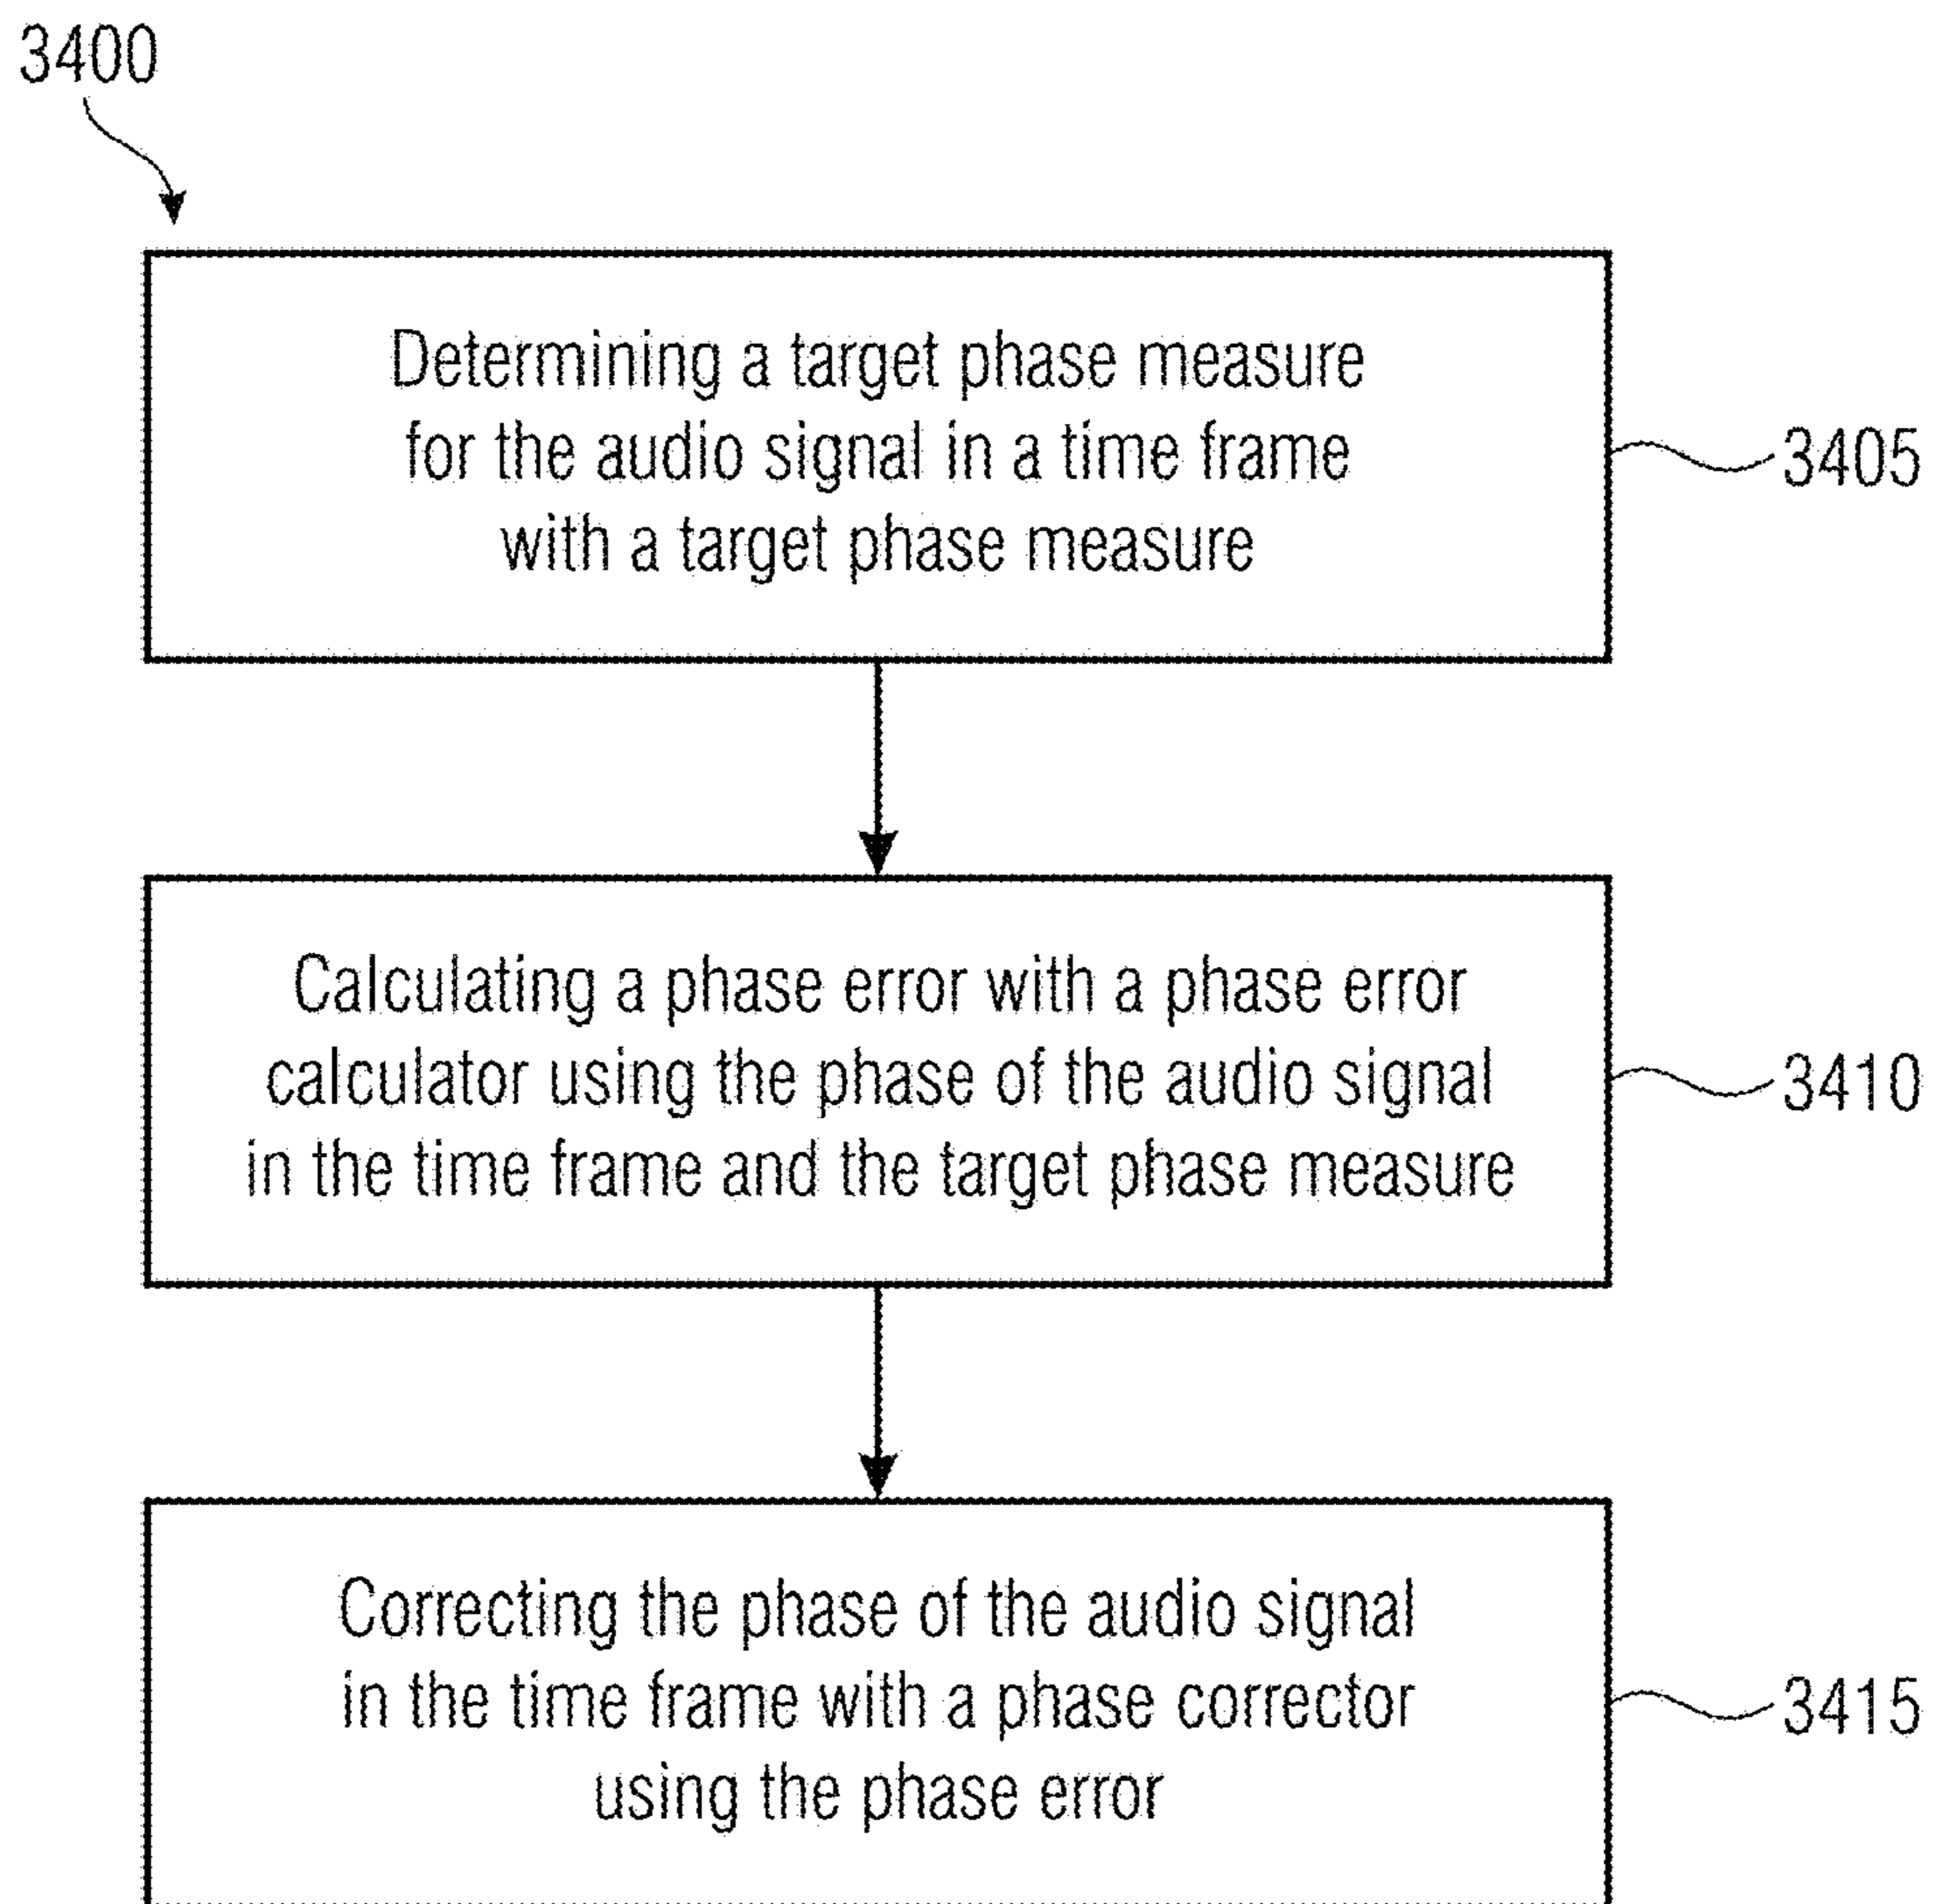 3400
Determining a target phase measure
for the audio signal in a time frame
with a target phase measure
3405
Calculating a phase error with a phase error
calculator using the phase of the audio signal
in the time frame and the target phase measure
3410
Correcting the phase of the audio signal
in the time frame with a phase corrector
using the phase error
3415